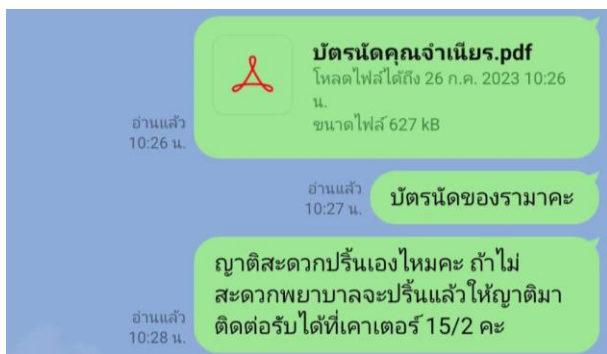 บัตรนัดคุณจำเนียร.pdf
โหลดไฟล์ได้ถึง 26 ก.ค. 2023 10:26
น.
ขนาดไฟล์ 627 kB
อ่านแล้ว
10:26 น.
อ่านแล้ว
10:27 น.
บัตรนัดของรามาคะ
ญาติสะดวกปริ้นเองไหมคะ ถ้าไม่
สะดวกพยาบาลจะปริ้นแล้วให้ญาติมา
ติดต่อรับได้ที่เคาเตอร์ 15/2 คะ
อ่านแล้ว
10:28 น.